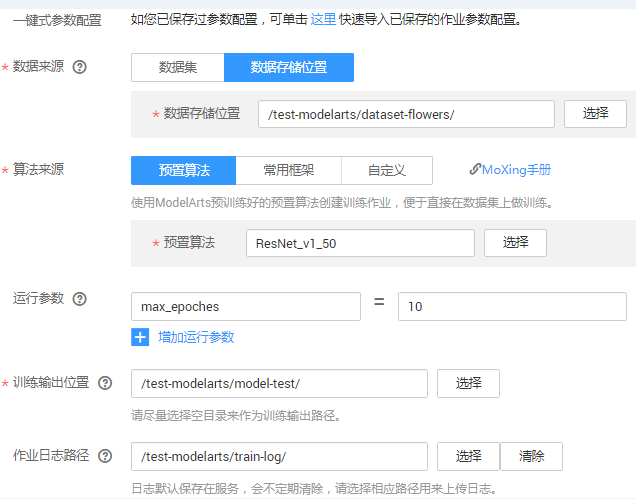 一键式参数配置 如您已保存过参数配置，可单击 这里 快速导入已保存的作业参数配置。
* 数据来源 ? 数据集 数据存储位置
* 数据存储位置 /test-modelarts/dataset-flowers/ 选择
* 算法来源 预置算法 常用框架 自定义 MoXing手册
使用ModelArts预训练好的预置算法创建训练作业，便于直接在数据集上做训练。
* 预置算法 ResNet_v1_50 选择
运行参数 ? max_epoches = 10
+ 增加运行参数
* 训练输出位置 ? /test-modelarts/model-test/ 选择
请尽量选择空目录来作为训练输出路径。
作业日志路径 ? /test-modelarts/train-log/ 选择 清除
日志默认保存在服务，会不定期清除，请选择相应路径用来上传日志。